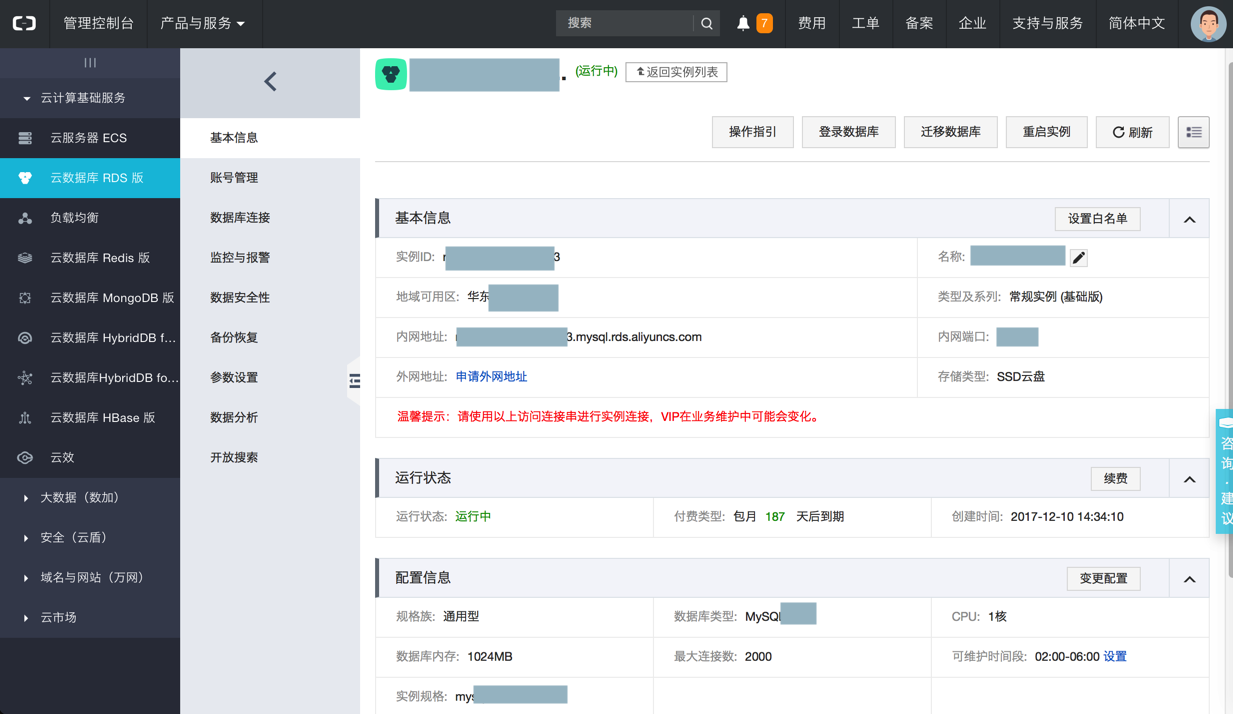 管理控制台 产品与服务 搜索 7 费用 工单 备案 企业 支持与服务 简体中文
云计算基础服务
云服务器 ECS
云数据库 RDS 版
负载均衡
云数据库 Redis 版
云数据库 MongoDB 版
云数据库 HybridDB f...
云数据库HybridDB fo...
云数据库 HBase 版
云效
大数据（数加）
安全（云盾）
域名与网站（万网）
云市场
基本信息
账号管理
数据库连接
监控与报警
数据安全性
备份恢复
参数设置
数据分析
开放搜索
(运行中) 返回实例列表
操作指引 登录数据库 迁移数据库 重启实例 刷新
基本信息 设置白名单
实例ID: 3 名称:
地域可用区: 华东 类型及系列: 常规实例 (基础版)
内网地址: 3.mysql.rds.aliyuncs.com 内网端口:
外网地址: 申请外网地址 存储类型: SSD云盘
温馨提示：请使用以上访问连接串进行实例连接，VIP在业务维护中可能会变化。
运行状态 续费
运行状态: 运行中 付费类型: 包月 187 天后到期 创建时间: 2017-12-10 14:34:10
配置信息 变更配置
规格族: 通用型 数据库类型: MySQL CPU: 1核
数据库内存: 1024MB 最大连接数: 2000 可维护时间段: 02:00-06:00 设置
实例规格: mys
咨询·建议